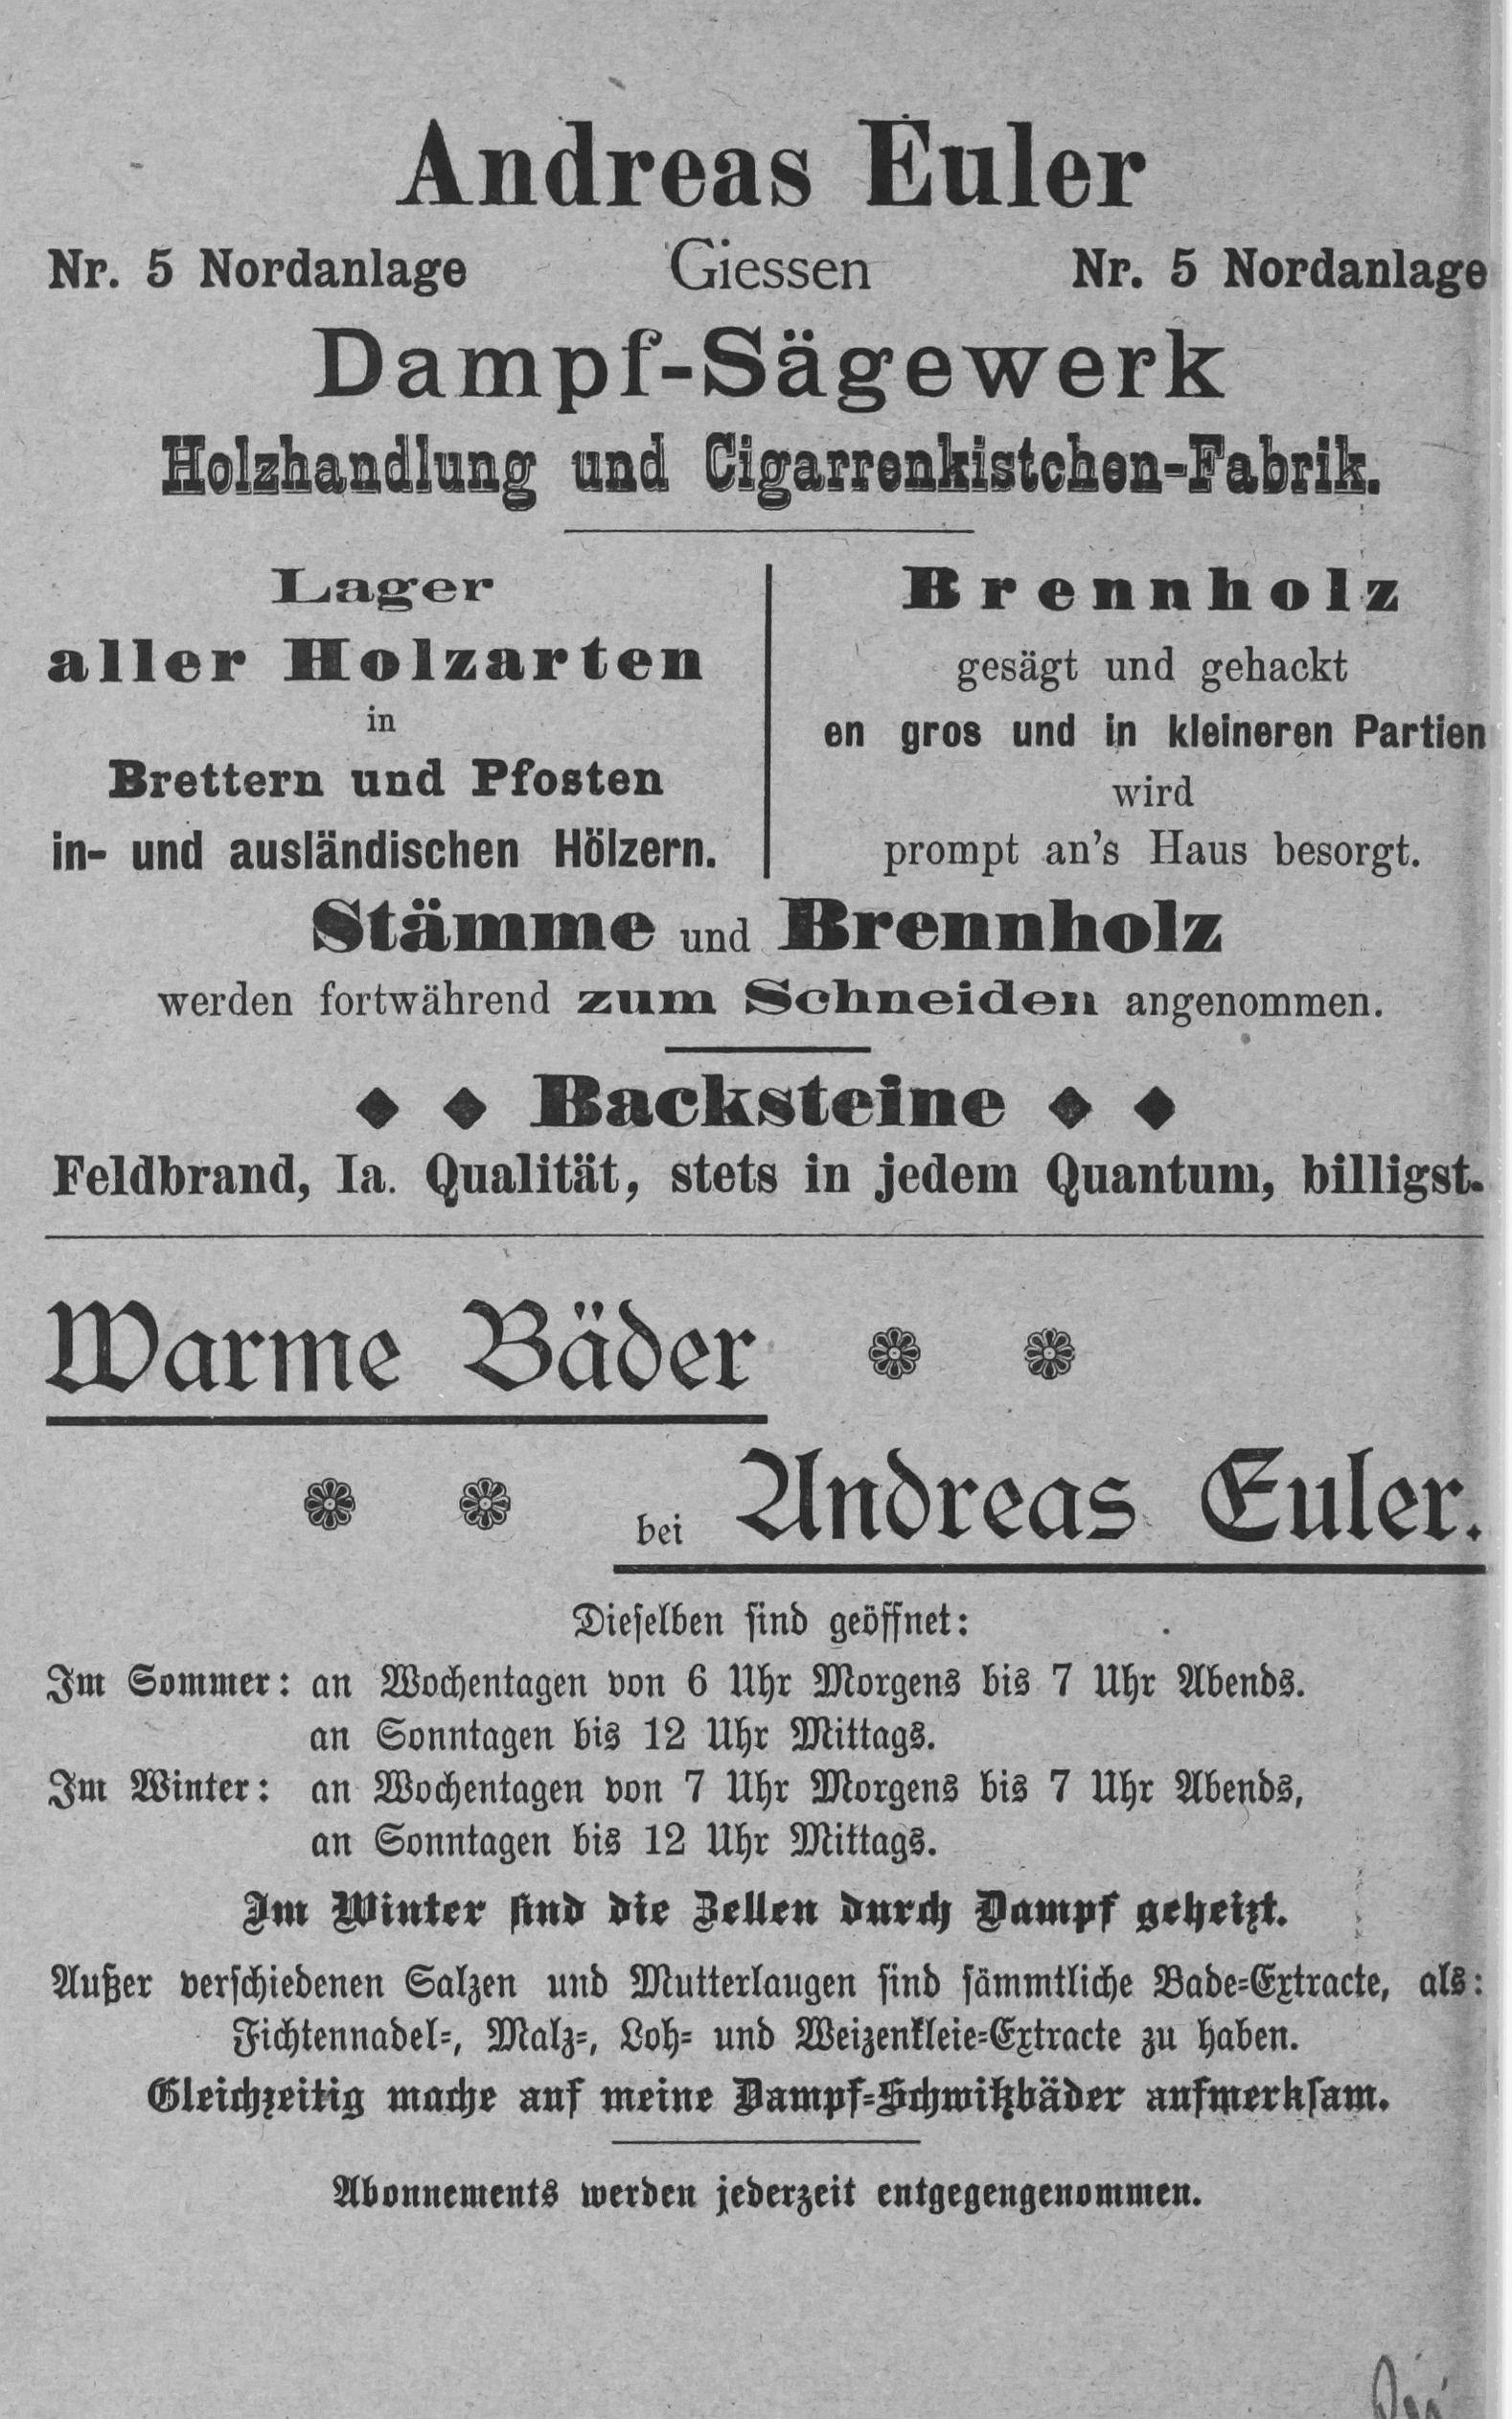 Andreas Euler
Nr. 5 Nordanlage Giessen Nr. 5 Nordanlage
Dampf-Sägewerk
Holzhandlung und Cigarrenkistchen-Fabrik.
Lager
aller Holzarten
in
Brettern und Pfosten
in- und ausländischen Hölzern.
Brennholz
gesägt und gehackt
en gros und in kleineren Partien
wird
prompt an's Haus besorgt.
Stämme und Brennholz
werden fortwährend zum Schneiden angenommen.
Backsteine
Feldbrand, Ia. Qualität, stets in jedem Quantum, billigst.
Warme Bäder
bei Andreas Euler.
Dieselben sind geöffnet:
Im Sommer: an Wochentagen von 6 Uhr Morgens bis 7 Uhr Abends.
an Sonntagen bis 12 Uhr Mittags.
Im Winter: an Wochentagen von 7 Uhr Morgens bis 7 Uhr Abends,
an Sonntagen bis 12 Uhr Mittags.
Im Winter sind die Zellen durch Dampf geheizt.
Außer verschiedenen Salzen und Mutterlaugen sind sämmtliche Bade-Extracte, als:
Fichtennadel-, Malz-, Loh- und Weizenkleie-Extracte zu haben.
Gleichzeitig mache auf meine Dampf-Schwitzbäder aufmerksam.
Abonnements werden jederzeit entgegengenommen.